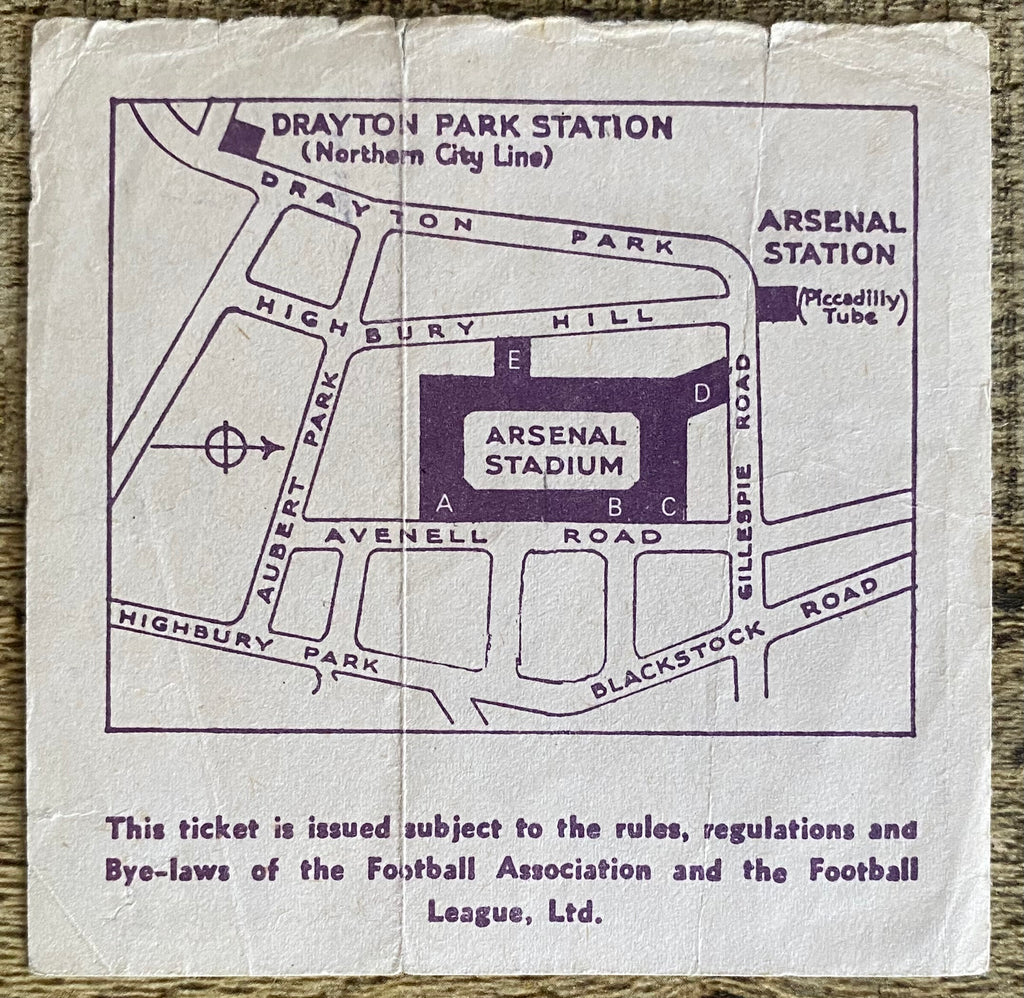 DRAYTON PARK STATION
(Northern City Line)
DRAYTON PARK
ARSENAL
STATION
(Piccadilly)
Tube
HIGHBURY HILL
E
D
AUBERT PARK
GILLESPIE ROAD
ARSENAL
STADIUM
A B C
AVENELL ROAD
HIGHBURY PARK
BLACKSTOCK ROAD
This ticket is issued subject to the rules, regulations and
Bye-laws of the Football Association and the Football
League, Ltd.